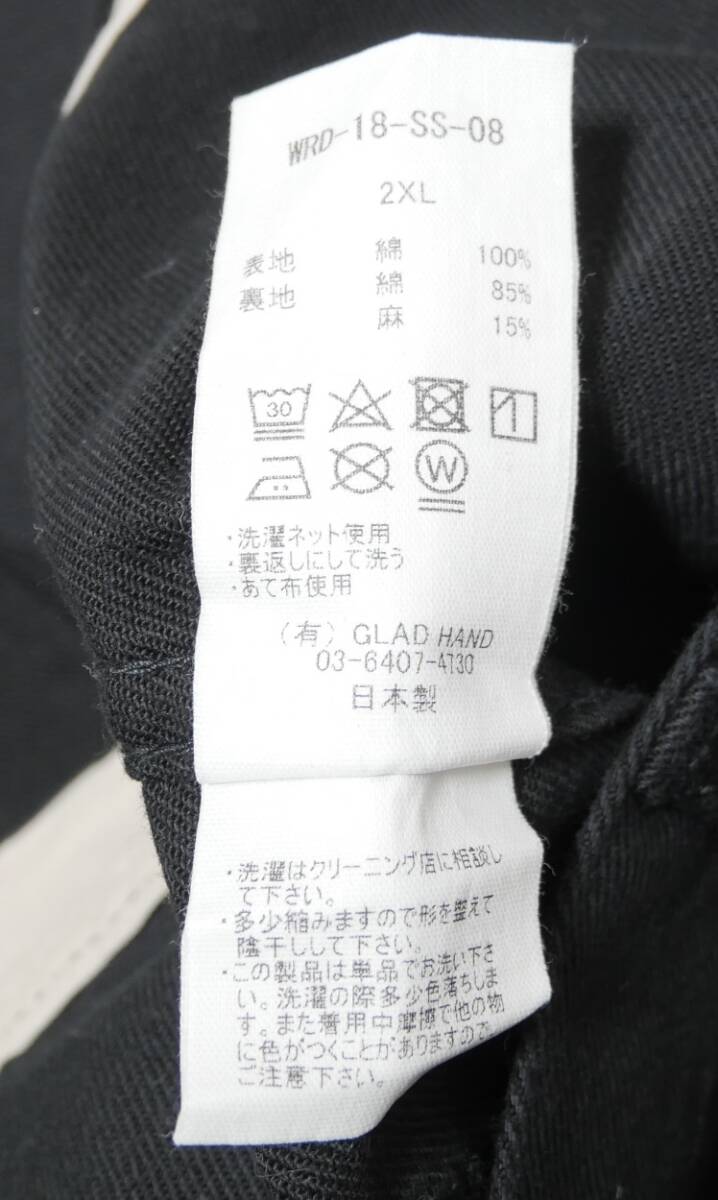 WRD-18-SS-08
2XL
表地 綿 100%
裏地 綿 85%
麻 15%
30
W
・洗濯ネット使用
・裏返しにして洗う
・あて布使用
(有) GLAD HAND
03-6407-4130
日本製
・洗濯はクリーニング店に相談し
て下さい。
・多少縮みますので形を整えて
陰干しして下さい。
・この製品は単品でお洗い下さ
い。洗濯の際多少色落ちしま
す。また着用中摩擦で他の物
に色がつくことがありますので、
ご注意下さい。